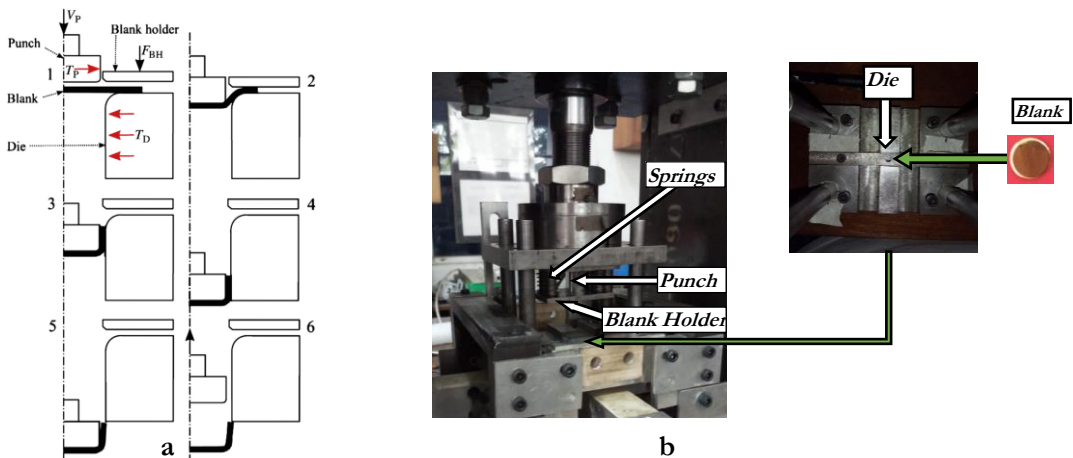 V_P
Punch
Blank holder
F_BH
T_P
1
2
Blank
T_D
Die
3
4
5
6
a
Springs
Punch
Blank Holder
b
Die
Blank